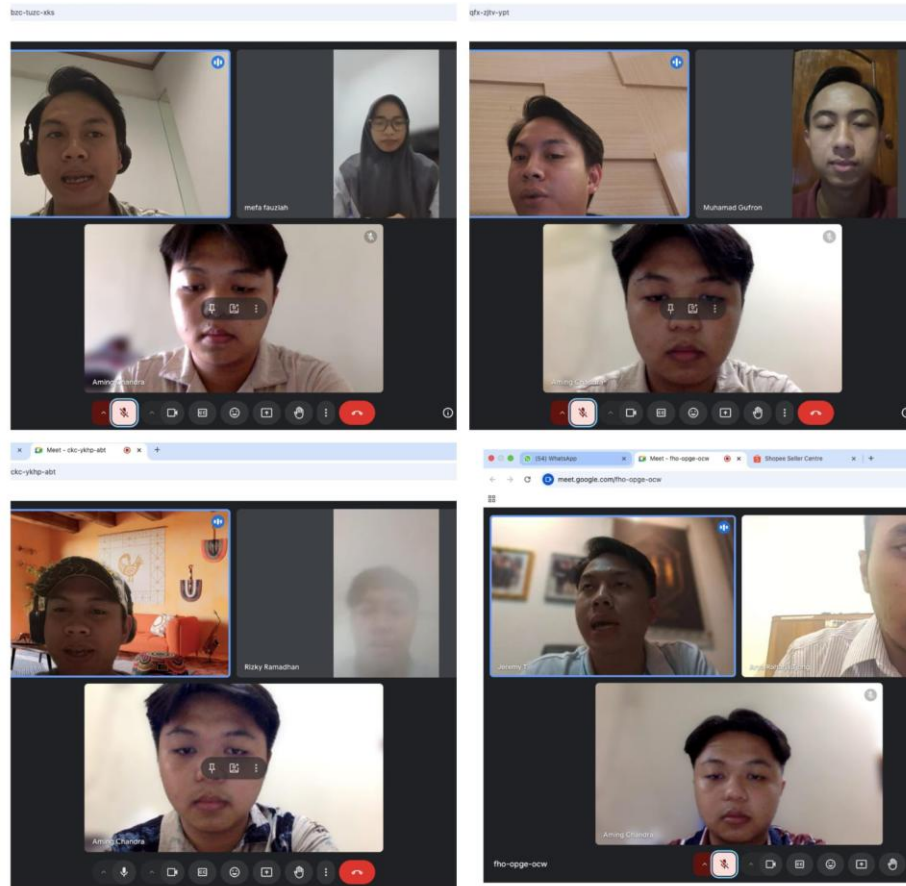 bzc-tuzc-xks
mefa fauziah
Aming Chandra
qfx-zjtv-ypt
Muhamad Gufron
Aming Chandra
Meet - ckc-ykhp-abt
ckc-ykhp-abt
Rizky Ramadhan
Aming Chandra
(54) WhatsApp
Meet - fho-opge-ocw
Shopee Seller Centre
meet.google.com/fho-opge-ocw
Jeremy T
Aming Chandra
fho-opge-ocw